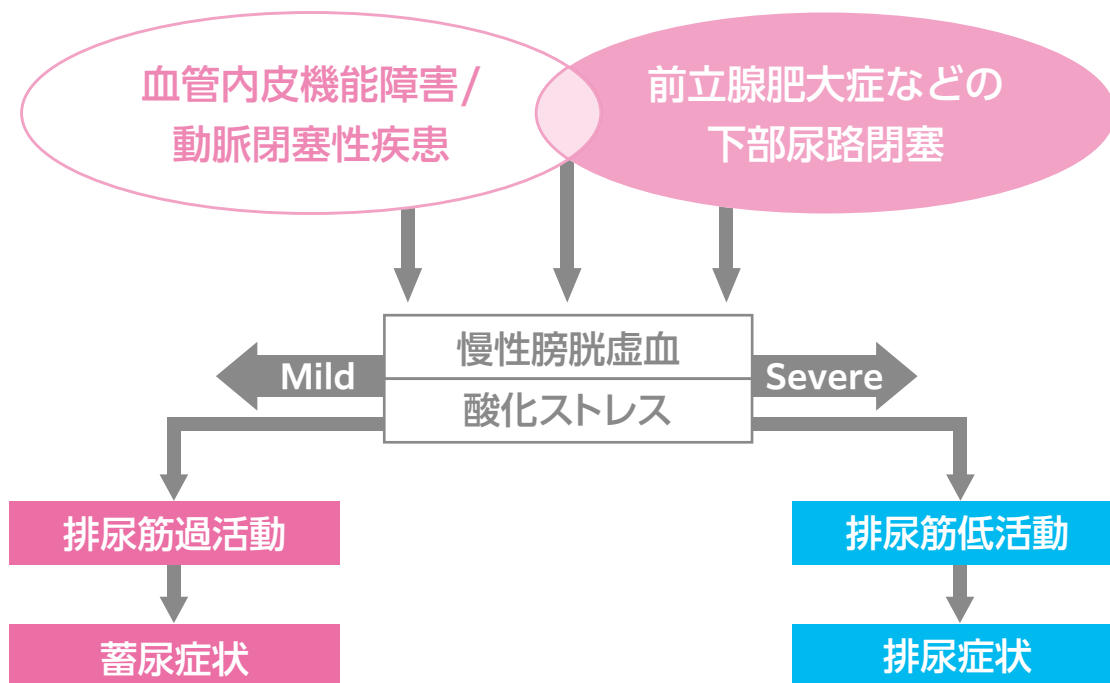 血管内皮機能障害/
動脈閉塞性疾患
前立腺肥大症などの
下部尿路閉塞
慢性膀胱虚血
Mild
Severe
酸化ストレス
排尿筋過活動
排尿筋低活動
蓄尿症状
排尿症状